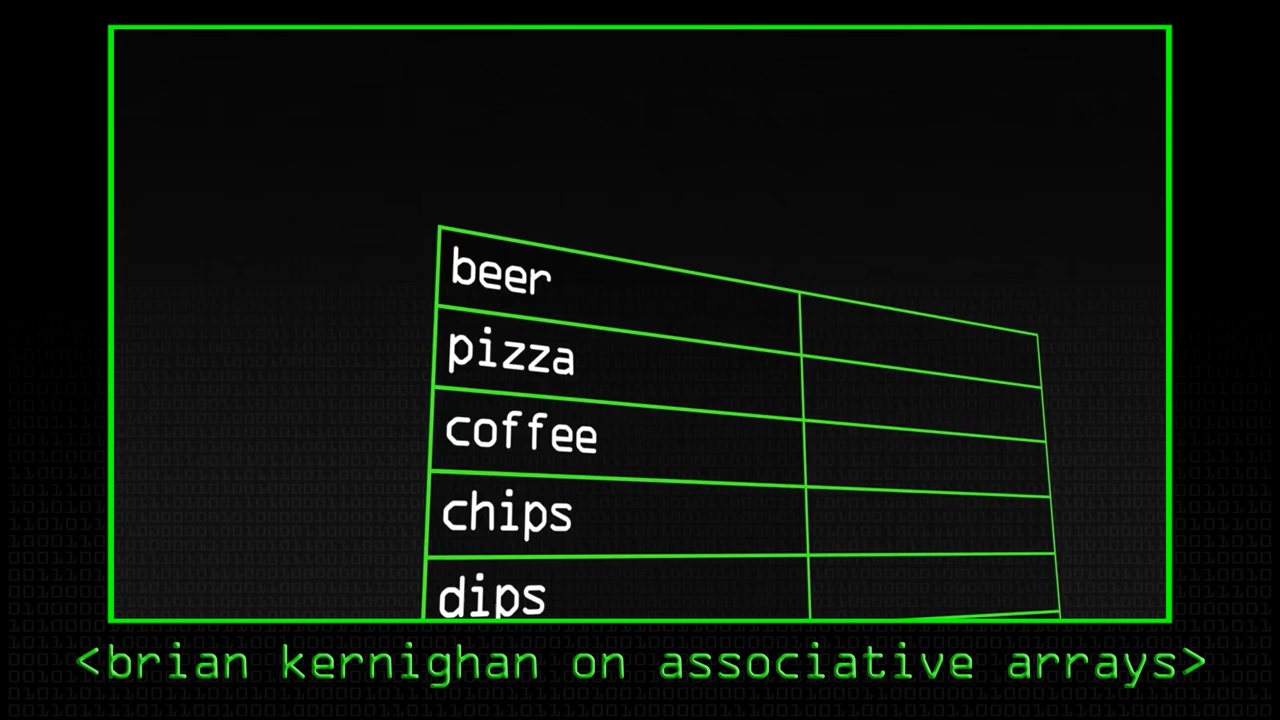 beer
pizza
coffee
chips
dips
<brian kernighan on associative arrays>